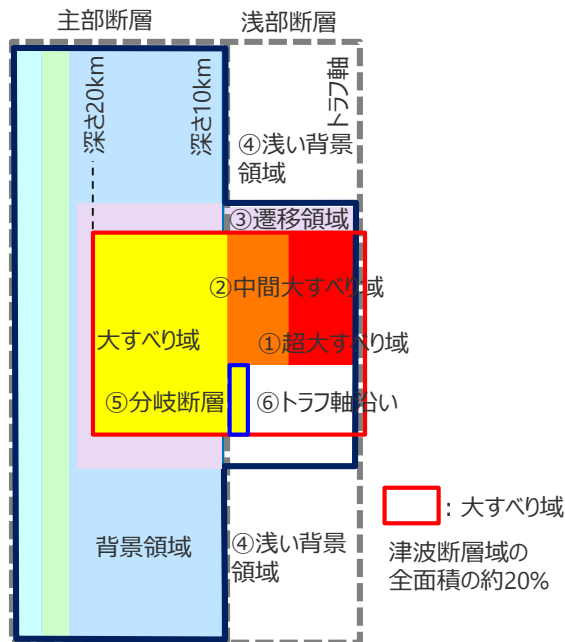 主部断層
浅部断層
深さ20km
深さ10km
トラフ軸
④浅い背景
領域
③遷移領域
②中間大すべり域
大すべり域
①超大すべり域
⑤分岐断層
⑥トラフ軸沿い
背景領域
④浅い背景
領域
：大すべり域
津波断層域の
全面積の約20%